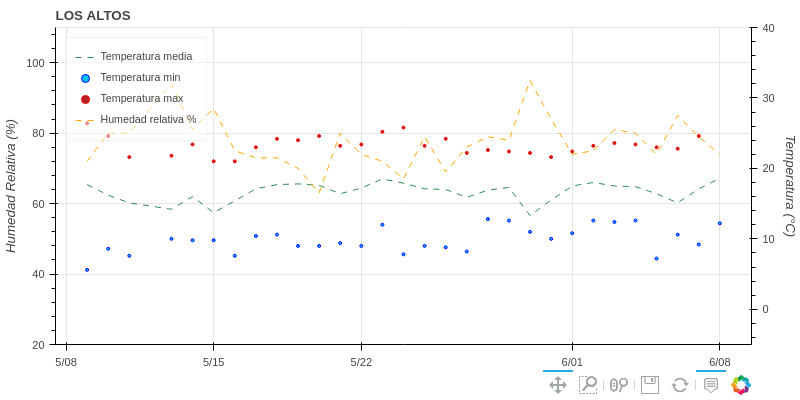 LOS ALTOS
Temperatura media
Temperatura min
Temperatura max
Humedad relativa %
Humedad Relativa (%)
100
80
60
40
20
40
30
20
10
0
Temperatura (°C)
5/08 5/15 5/22 6/01 6/08